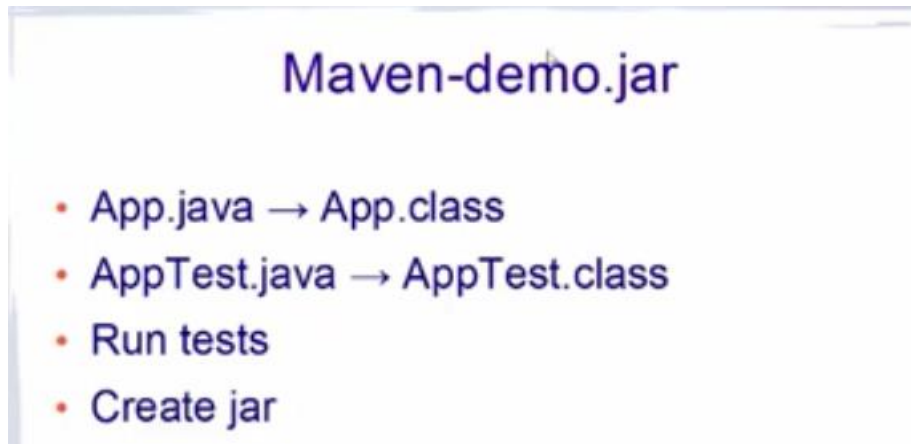 Maven-demo.jar
• App.java → App.class
• AppTest.java → AppTest.class
• Run tests
• Create jar